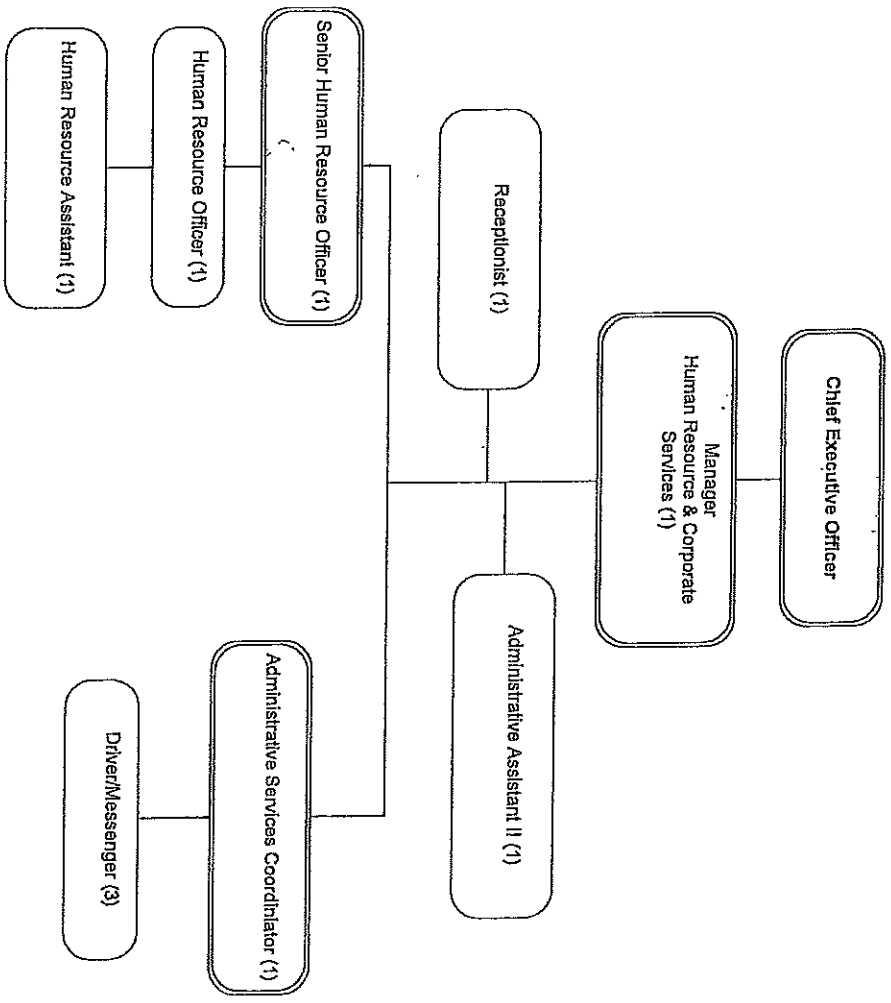 Chief Executive Officer
Manager
Human Resource & Corporate
Services (1)
Receptionist (1)
Administrative Assistant II (1)
Senior Human Resource Officer (1)
Human Resource Officer (1)
Human Resource Assistant (1)
Administrative Services Coordiniator (1)
Driver/Messenger (3)